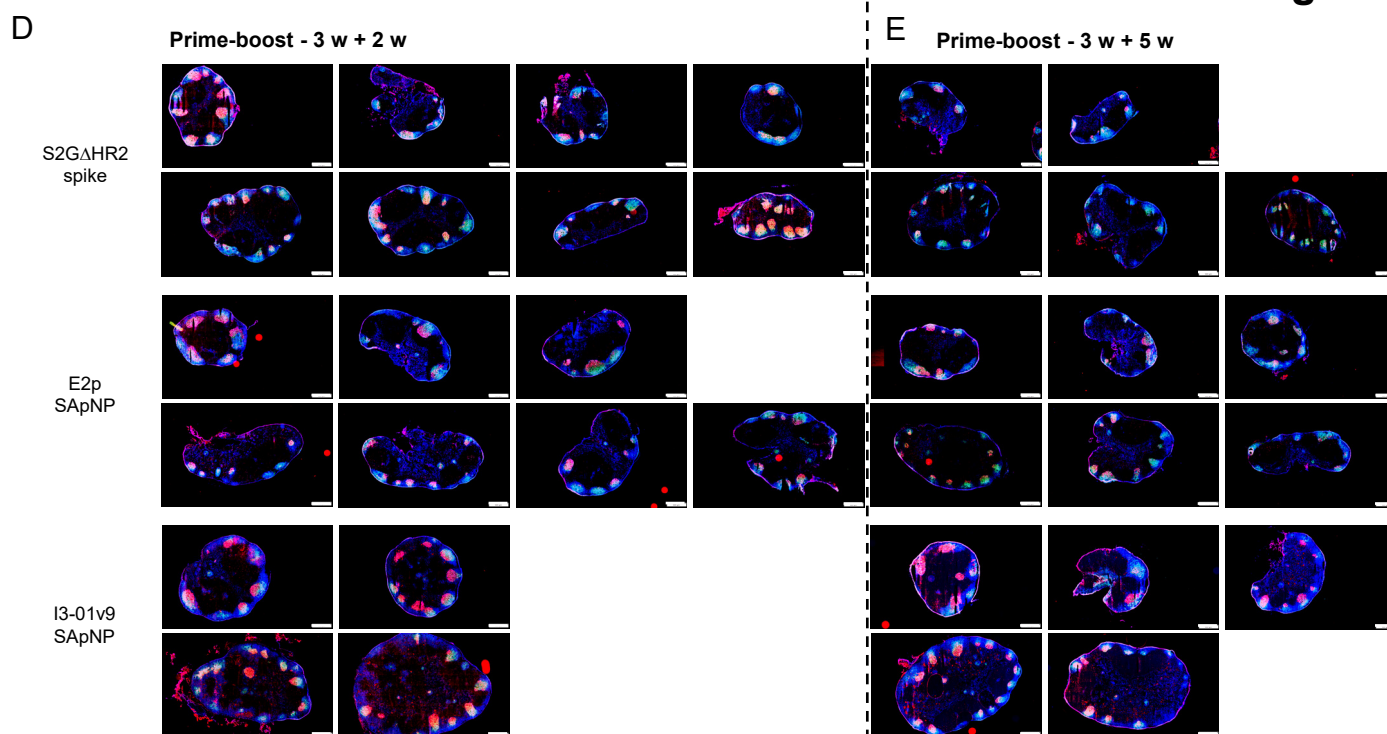 g
D
Prime-boost - 3 w + 2 w
E
Prime-boost - 3 w + 5 w
S2GΔHR2
spike
E2p
SApNP
I3-01v9
SApNP